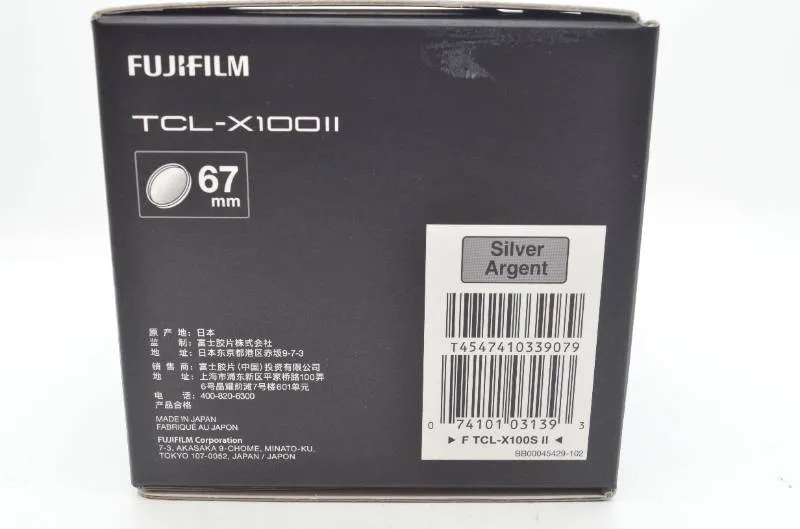 FUJIFILM
TCL-X100II
67
mm
Silver
Argent
T4547410339079
0 74101 03139 3
► F TCL-X100S II ◄
BB00045429-102
原 产 地: 日本
监 制: 富士胶片株式会社
地 址: 日本东京都港区赤坂9-7-3
销 售 商: 富士胶片(中国)投资有限公司
地 址: 上海市浦东新区平家桥路100弄
6号晶耀前滩7号楼601单元
电 话: 400-820-6300
产品合格
MADE IN JAPAN
FABRIQUÉ AU JAPON
FUJIFILM Corporation
7-3, AKASAKA 9-CHOME, MINATO-KU,
TOKYO 107-0052, JAPAN / JAPON